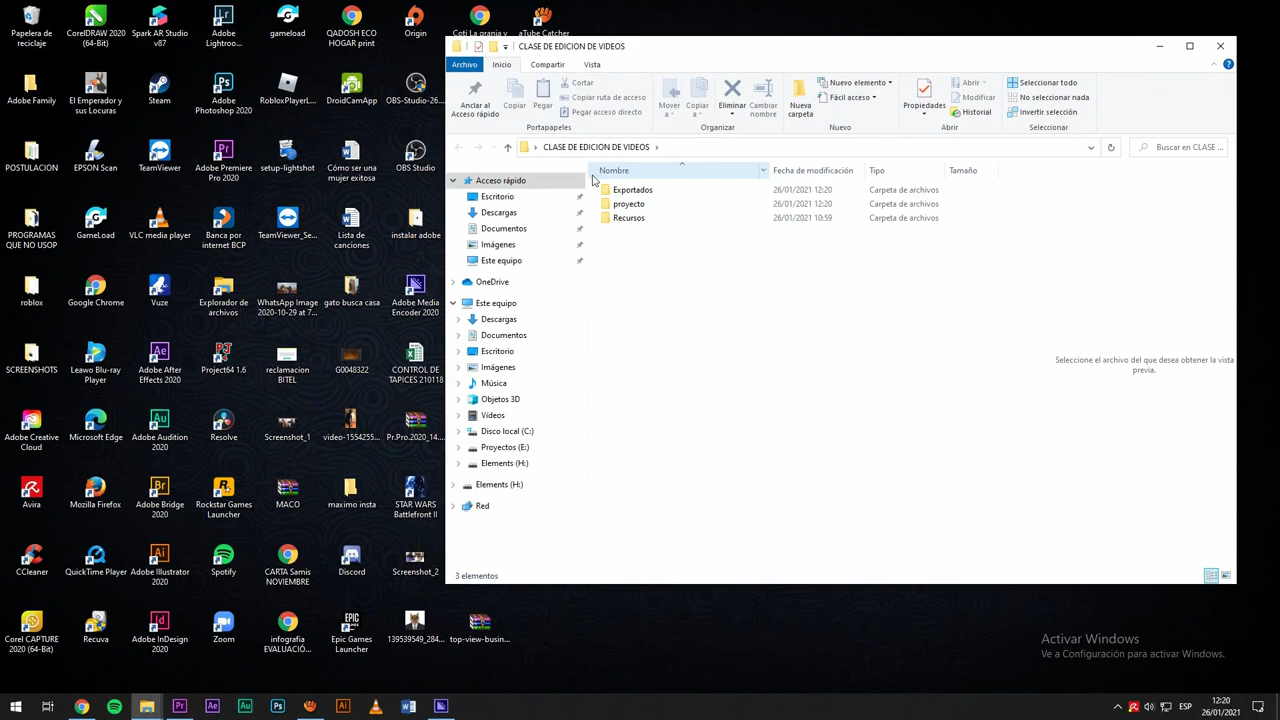 Papelera de
reciclaje
CorelDRAW 2020
(64-Bit)
Spark AR Studio
v87
Adobe
Lightroo...
gameload
QADOSH ECO
HOGAR print
Origin
Coti La granja y
aTube Catcher
Adobe Family
El Emperador y
sus Locuras
Steam
Adobe
Photoshop 2020
RobloxPlayerL...
DroidCamApp
OBS-Studio-26...
POSTULACION
EPSON Scan
TeamViewer
Adobe Premiere
Pro 2020
setup-lightshot
Cómo ser una
mujer exitosa
OBS Studio
PROGRAMAS
QUE NO USOP
GameLoad
VLC media player
Banca por
internet BCP
TeamViewer_Se...
Lista de
canciones
instalar adobe
roblox
Google Chrome
Vuze
Explorador de
archivos
WhatsApp Image
2020-10-29 at 7...
gato busca casa
Adobe Media
Encoder 2020
SCREENSHOTS
Leawo Blu-ray
Player
Adobe After
Effects 2020
Project64 1.6
reclamacion
BITEL
G0048322
CONTROL DE
TAPICES 210118
Adobe Creative
Cloud
Microsoft Edge
Adobe Audition
2020
Resolve
Screenshot_1
video-1554255...
Pr.Pro.2020_14....
Avira
Mozilla Firefox
Adobe Bridge
2020
Rockstar Games
Launcher
MACO
maximo insta
STAR WARS
Battlefront II
CCleaner
QuickTime Player
Adobe Illustrator
2020
Spotify
CARTA Samis
NOVIEMBRE
Discord
Screenshot_2
Corel CAPTURE
2020 (64-Bit)
Recuva
Adobe InDesign
2020
Zoom
infografia
EVALUACIÓ...
Epic Games
Launcher
139539549_284...
top-view-busin...
CLASE DE EDICION DE VIDEOS
Archivo
Inicio
Compartir
Vista
Anclar al
Acceso rápido
Copiar
Pegar
Cortar
Copiar ruta de acceso
Pegar acceso directo
Portapapeles
Mover
a
Copiar
a
Eliminar
Cambiar
nombre
Organizar
Nueva
carpeta
Nuevo elemento
Fácil acceso
Nuevo
Propiedades
Abrir
Modificar
Historial
Abrir
Seleccionar todo
No seleccionar nada
Invertir selección
Seleccionar
CLASE DE EDICION DE VIDEOS
Buscar en CLASE ...
Acceso rápido
Escritorio
Descargas
Documentos
Imágenes
Este equipo
OneDrive
Este equipo
Descargas
Documentos
Escritorio
Imágenes
Música
Objetos 3D
Vídeos
Disco local (C:)
Proyectos (E:)
Elements (H:)
Elements (H:)
Red
Nombre
Fecha de modificación
Tipo
Tamaño
Exportados 26/01/2021 12:20 Carpeta de archivos
proyecto 26/01/2021 12:20 Carpeta de archivos
Recursos 26/01/2021 10:59 Carpeta de archivos
Seleccione el archivo del que desea obtener la vista
previa.
3 elementos
Activar Windows
Ve a Configuración para activar Windows.
ESP
12:20
26/01/2021